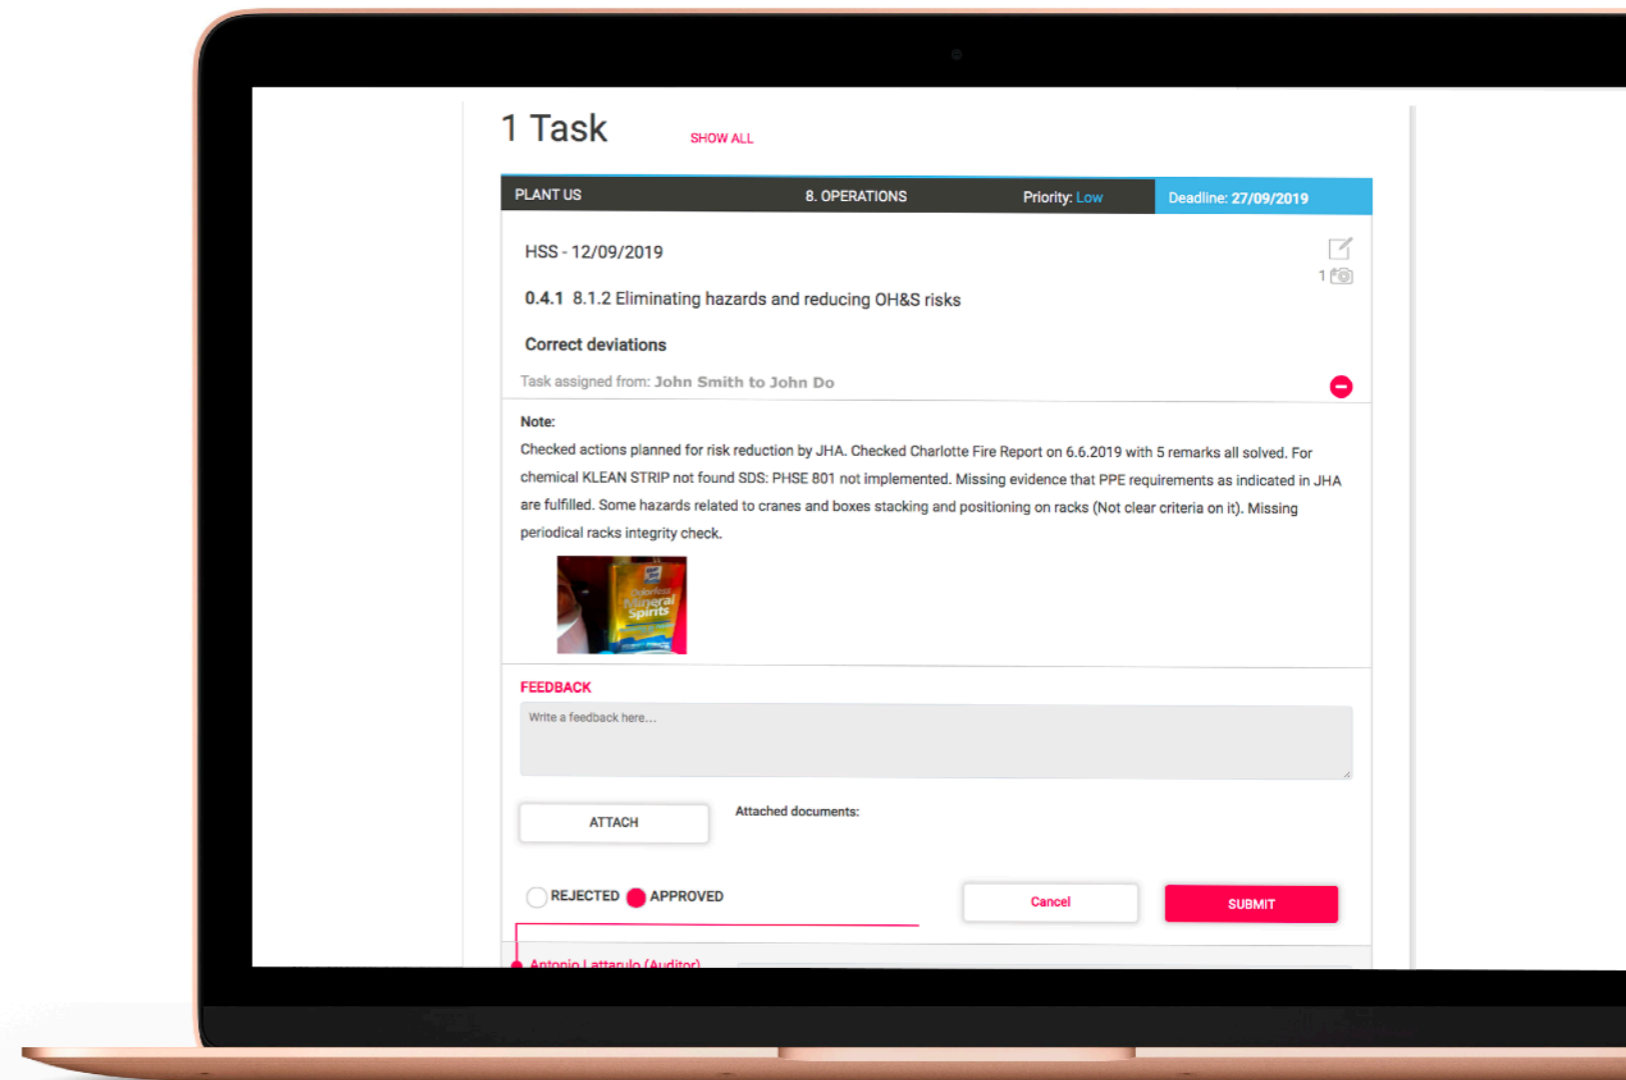 1 Task
SHOW ALL
PLANT US 8. OPERATIONS Priority: Low Deadline: 27/09/2019
HSS - 12/09/2019
1
0.4.1 8.1.2 Eliminating hazards and reducing OH&S risks
Correct deviations
Task assigned from: John Smith to John Do
Note:
Checked actions planned for risk reduction by JHA. Checked Charlotte Fire Report on 6.6.2019 with 5 remarks all solved. For
chemical KLEAN STRIP not found SDS: PHSE 801 not implemented. Missing evidence that PPE requirements as indicated in JHA
are fulfilled. Some hazards related to cranes and boxes stacking and positioning on racks (Not clear criteria on it). Missing
periodical racks integrity check.
Odorless
Mineral
Spirits
FEEDBACK
Write a feedback here...
ATTACH
Attached documents:
REJECTED APPROVED
Cancel
SUBMIT
Antonio Lattarulo (Auditor)